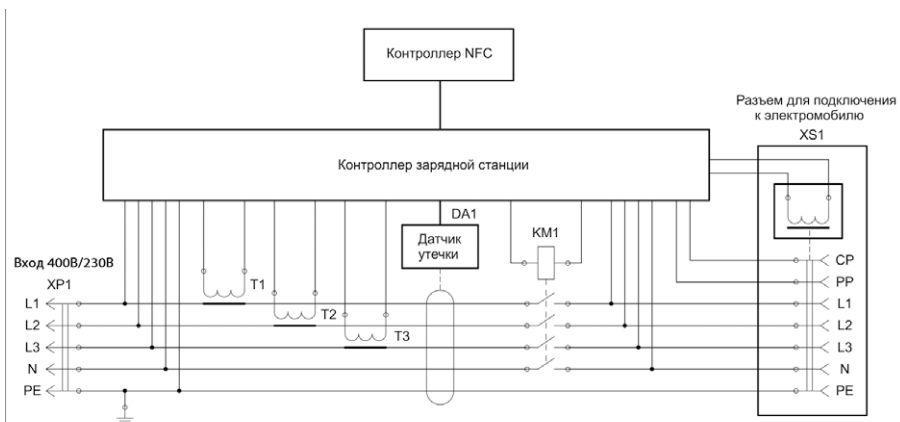 Контроллер NFC
Разъем для подключения
к электромобилю
XS1
Контроллер зарядной станции
DA1
Датчик
утечки
KM1
Вход 400В/230В
XP1
T1
T2
T3
L1
L2
L3
N
PE
CP
PP
L1
L2
L3
N
PE